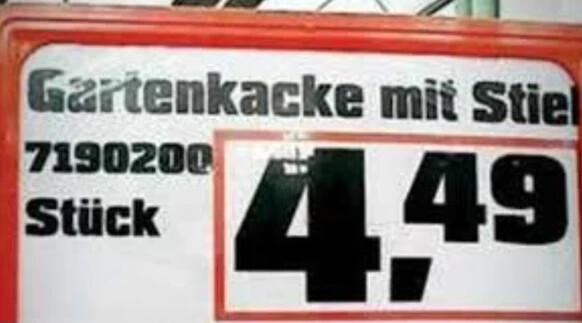 Gartenkacke mit Stiel
7190200
Stück
4,49